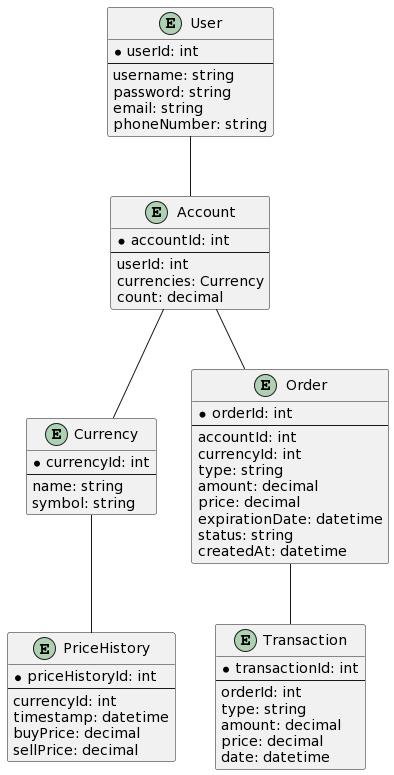 E User
* userId: int
username: string
password: string
email: string
phoneNumber: string
E Account
* accountId: int
userId: int
currencies: Currency
count: decimal
E Order
* orderId: int
accountId: int
currencyId: int
type: string
amount: decimal
price: decimal
expirationDate: datetime
status: string
createdAt: datetime
E Currency
* currencyId: int
name: string
symbol: string
E PriceHistory
* priceHistoryId: int
currencyId: int
timestamp: datetime
buyPrice: decimal
sellPrice: decimal
E Transaction
* transactionId: int
orderId: int
type: string
amount: decimal
price: decimal
date: datetime